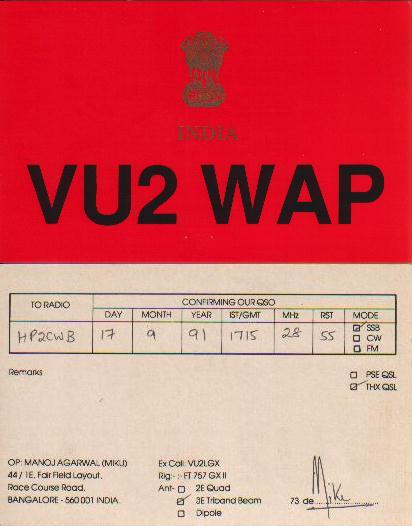 INDIA
VU2 WAP
TO RADIO CONFIRMING OUR QSO
DAY MONTH YEAR IST/GMT MHz RST MODE
HP2CWB 17 9 91 1715 28 55 SSB
CW
FM
Remarks PSE QSL
THX QSL
OP: MANOJ AGARWAL (MIKU) Ex Call: VU2LGX
44 / 1E, Fair Field Layout, Rig:- :- FT 757 GX II
Race Course Road, Ant- 2E Quad
BANGALORE - 560 001 INDIA. 3E Triband Beam 73 de Mike
Dipole